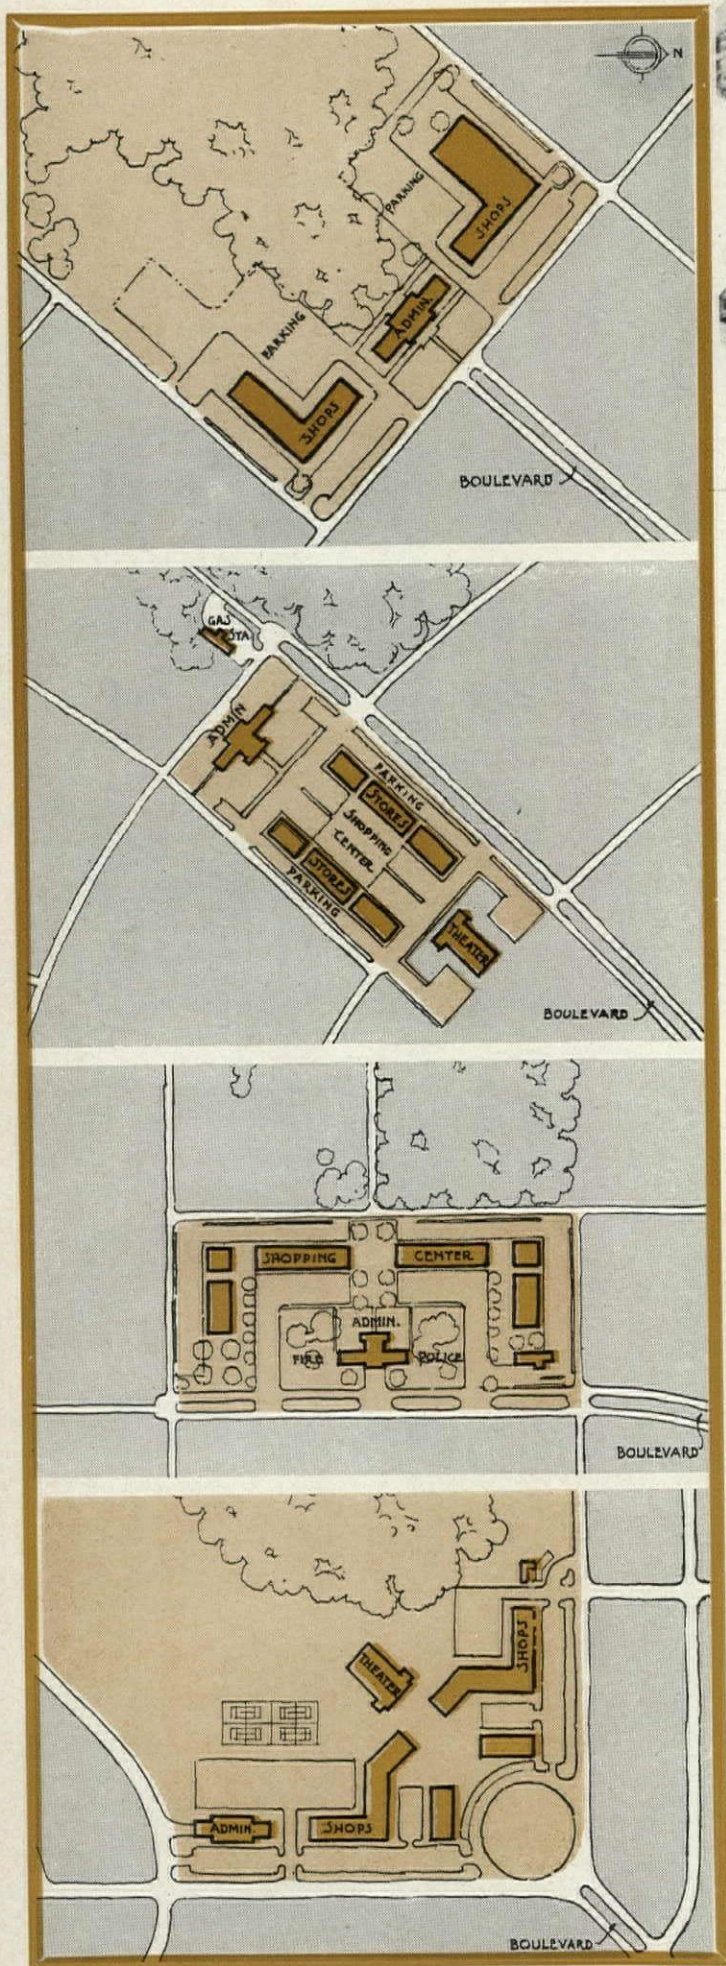 N
PARKING
SHOPS
ADMIN.
PARKING
SHOPS
BOULEVARD
GAS
STA.
ADMIN
PARKING
STORES
SHOPPING
CENTER
STORES
PARKING
THEATER
BOULEVARD
SHOPPING
CENTER
ADMIN.
FIRE
POLICE
BOULEVARD
SHOPS
THEATER
ADMIN.
SHOPS
BOULEVARD